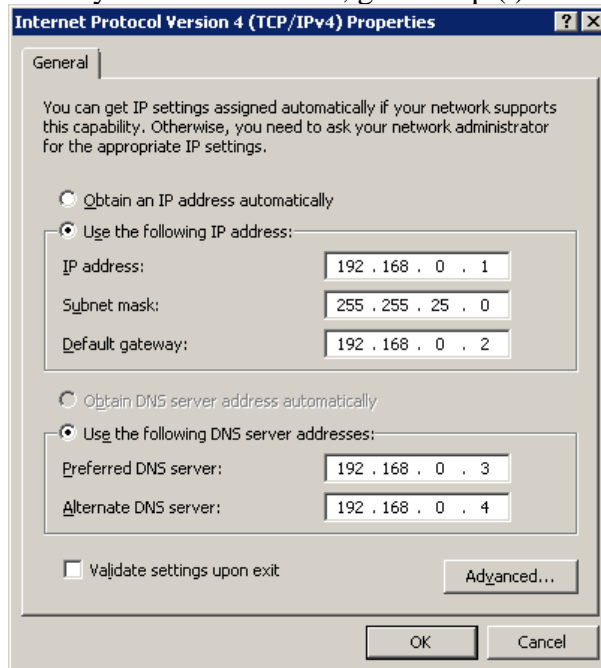 Internet Protocol Version 4 (TCP/IPv4) Properties
General
You can get IP settings assigned automatically if your network supports
this capability. Otherwise, you need to ask your network administrator
for the appropriate IP settings.
Obtain an IP address automatically
Use the following IP address:
IP address: 192 . 168 . 0 . 1
Subnet mask: 255 . 255 . 25 . 0
Default gateway: 192 . 168 . 0 . 2
Obtain DNS server address automatically
Use the following DNS server addresses:
Preferred DNS server: 192 . 168 . 0 . 3
Alternate DNS server: 192 . 168 . 0 . 4
Validate settings upon exit
Advanced...
OK Cancel